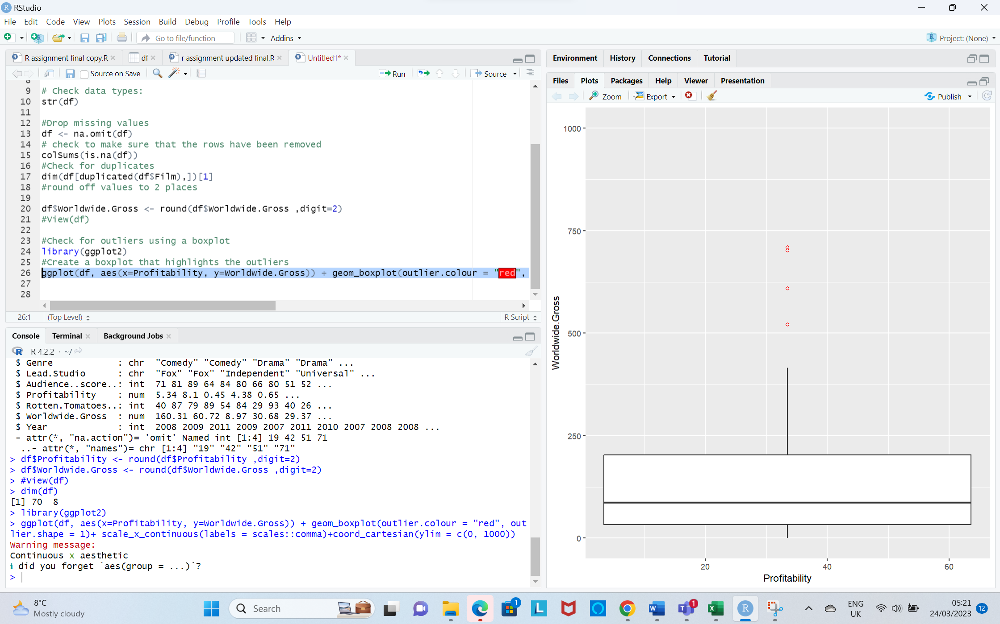 RStudio
File Edit Code View Plots Session Build Debug Profile Tools Help
Go to file/function Addins Project: (None)
R assignment final copy.R df r assignment updated final.R Untitled1*
Source on Save Run Source
9 # Check data types:
10 str(df)
11
12 #Drop missing values
13 df <- na.omit(df)
14 # check to make sure that the rows have been removed
15 colSums(is.na(df))
16 #Check for duplicates
17 dim(df[duplicated(df$Film),])[1]
18 #round off values to 2 places
19
20 df$Worldwide.Gross <- round(df$Worldwide.Gross ,digit=2)
21 #View(df)
22
23 #Check for outliers using a boxplot
24 library(ggplot2)
25 #Create a boxplot that highlights the outliers
26 ggplot(df, aes(x=Profitability, y=Worldwide.Gross)) + geom_boxplot(outlier.colour = "red",
27
28
26:1 (Top Level) R Script
Console Terminal Background Jobs
R R 4.2.2 · ~/
$ Genre : chr "Comedy" "Comedy" "Drama" "Drama" ...
$ Lead.Studio : chr "Fox" "Fox" "Independent" "Universal" ...
$ Audience..score..: int 71 81 89 64 84 80 66 80 51 52 ...
$ Profitability : num 5.34 8.1 0.45 4.38 0.65 ...
$ Rotten.Tomatoes..: int 40 87 79 89 54 84 29 93 40 26 ...
$ Worldwide.Gross : num 160.31 60.72 8.97 30.68 29.37 ...
$ Year : int 2008 2009 2011 2009 2007 2011 2010 2007 2008 2008 ...
- attr(*, "na.action")= 'omit' Named int [1:4] 19 42 51 71
..- attr(*, "names")= chr [1:4] "19" "42" "51" "71"
> df$Profitability <- round(df$Profitability ,digit=2)
> df$Worldwide.Gross <- round(df$Worldwide.Gross ,digit=2)
> #View(df)
> dim(df)
[1] 70 8
> library(ggplot2)
> ggplot(df, aes(x=Profitability, y=Worldwide.Gross)) + geom_boxplot(outlier.colour = "red", out
lier.shape = 1)+ scale_x_continuous(labels = scales::comma)+coord_cartesian(ylim = c(0, 1000))
Warning message:
Continuous x aesthetic
i did you forget `aes(group = ...)`?
>
Environment History Connections Tutorial
Files Plots Packages Help Viewer Presentation
Zoom Export Publish
1000
750
500
250
0
Worldwide.Gross
20 40 60
Profitability
8°C
Mostly cloudy
Search
1
1
ENG
UK
05:21
24/03/2023
12